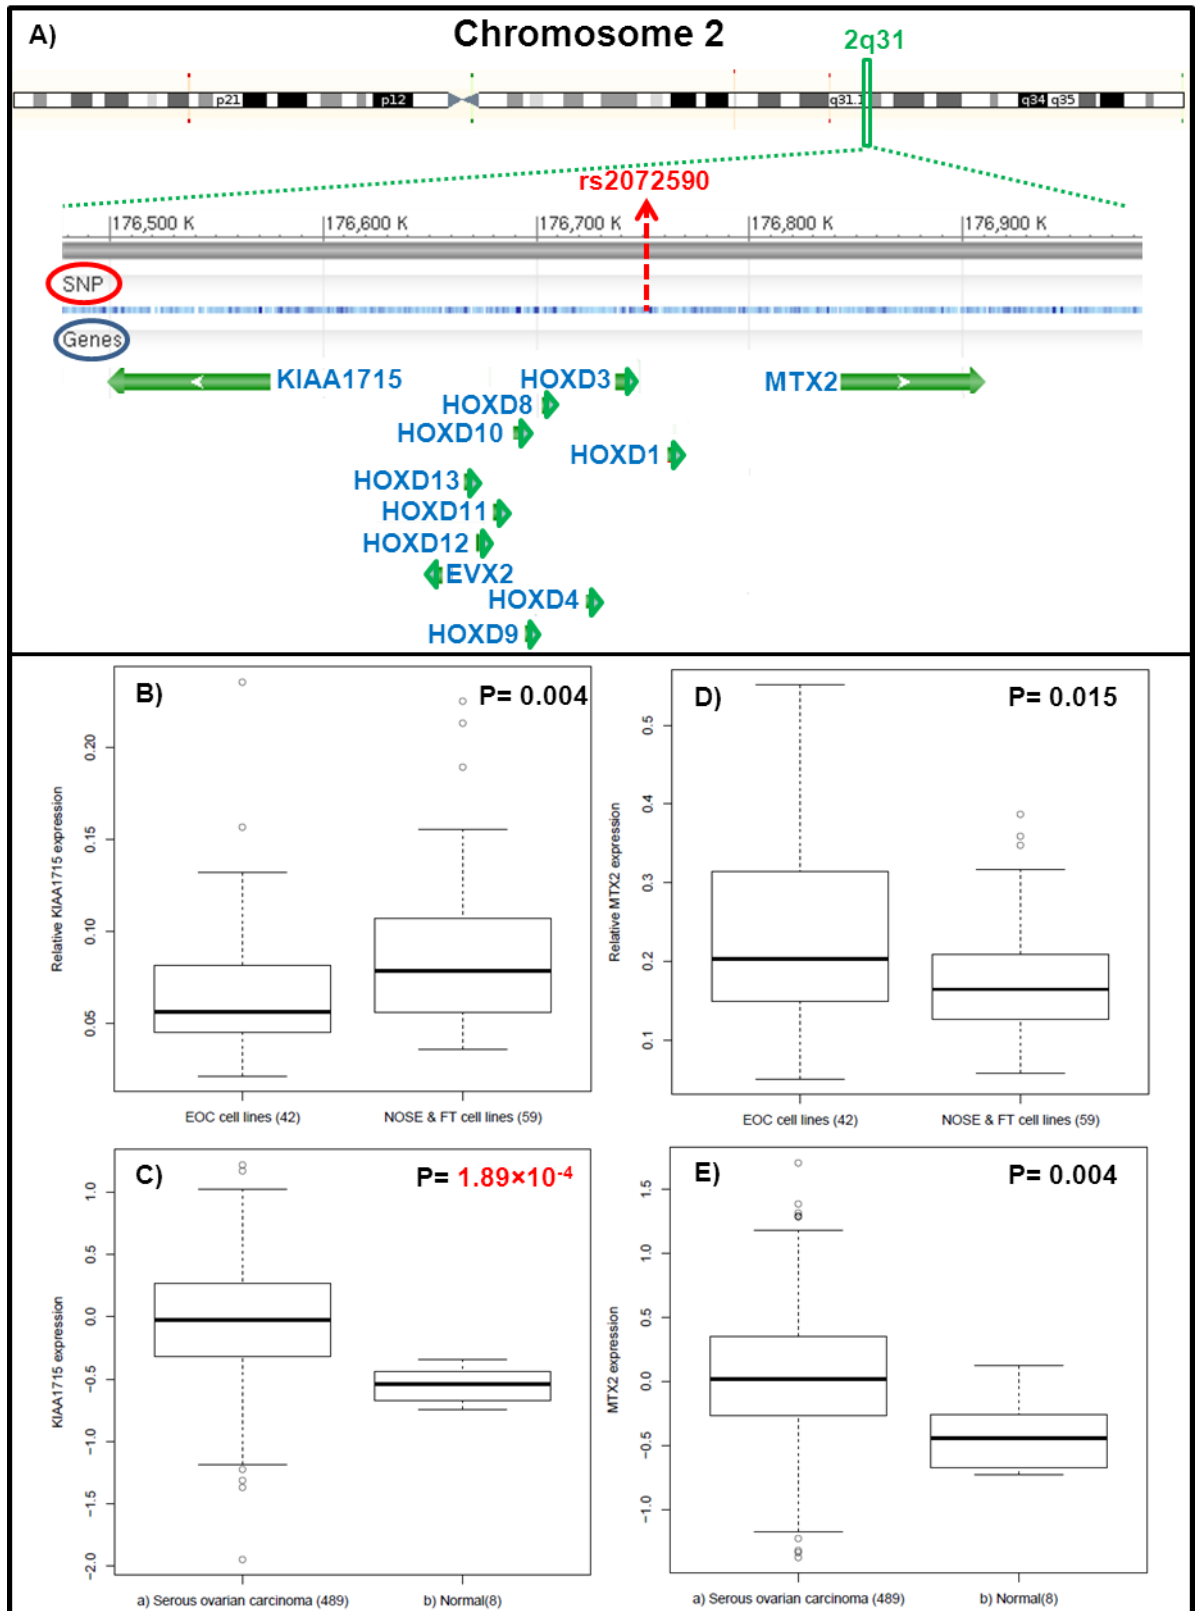 A)
Chromosome 2
2q31
p21
p12
q31.1
q34
q35
rs2072590
176,500 K
176,600 K
176,700 K
176,800 K
176,900 K
SNP
Genes
KIAA1715
HOXD3
MTX2
HOXD8
HOXD10
HOXD1
HOXD13
HOXD11
HOXD12
EVX2
HOXD4
HOXD9
B)
P= 0.004
Relative KIAA1715 expression
0.20
0.15
0.10
0.05
EOC cell lines (42)
NOSE & FT cell lines (59)
D)
P= 0.015
Relative MTX2 expression
0.5
0.4
0.3
0.2
0.1
EOC cell lines (42)
NOSE & FT cell lines (59)
C)
P= 1.89×10-4
KIAA1715 expression
1.0
0.5
0.0
−0.5
−1.0
−1.5
−2.0
a) Serous ovarian carcinoma (489)
b) Normal(8)
E)
P= 0.004
MTX2 expression
1.5
1.0
0.5
0.0
−0.5
−1.0
a) Serous ovarian carcinoma (489)
b) Normal(8)